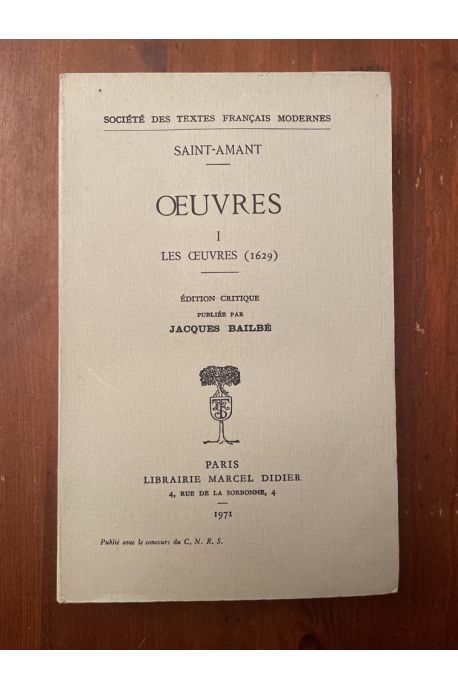 SOCIÉTÉ DES TEXTES FRANÇAIS MODERNES
SAINT-AMANT
ŒUVRES
I
LES ŒUVRES (1629)
ÉDITION CRITIQUE
PUBLIÉE PAR
JACQUES BAILBÉ
PARIS
LIBRAIRIE MARCEL DIDIER
4, RUE DE LA SORBONNE, 4
1971
Publié avec le concours du C. N. R. S.